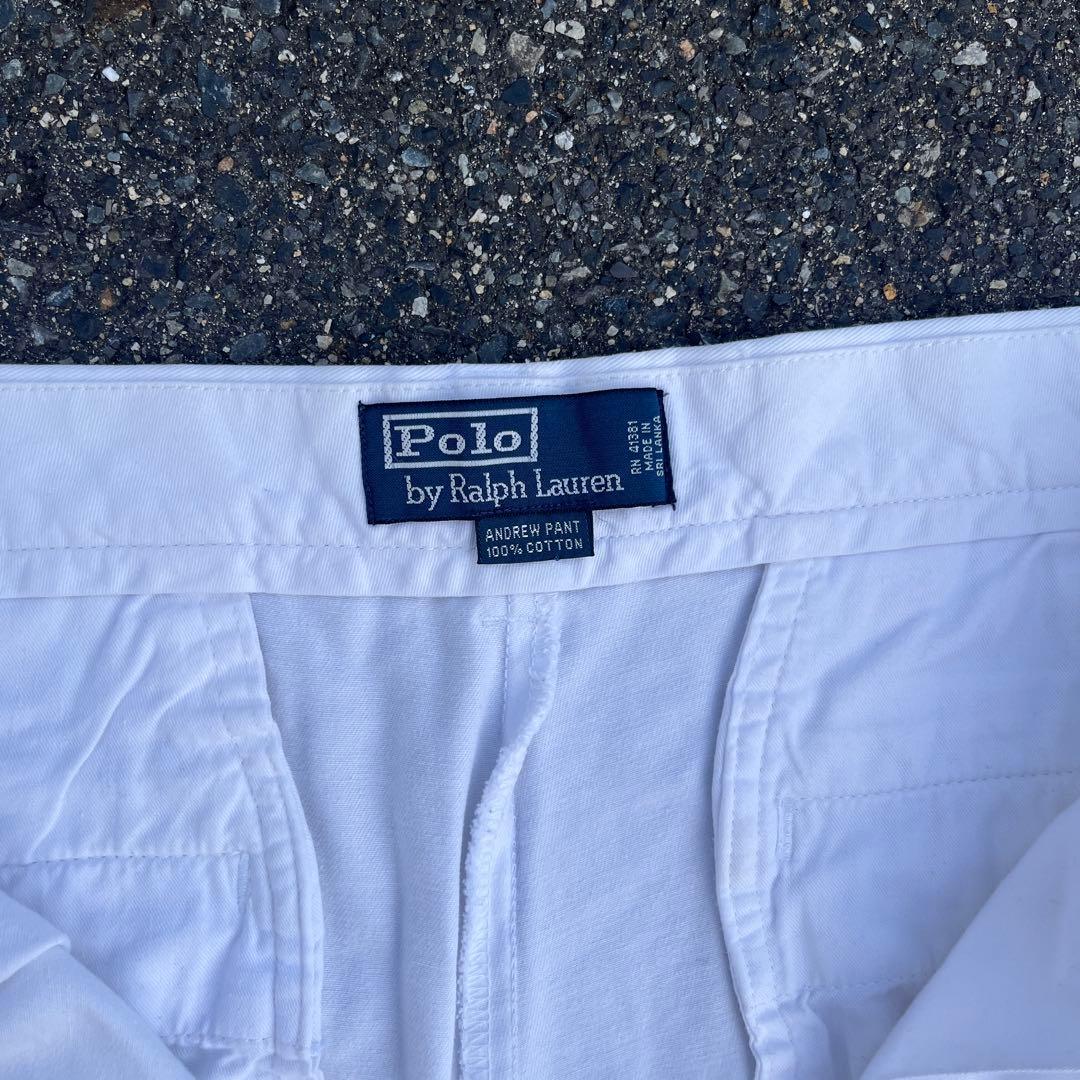 Polo
by Ralph Lauren
RN 41381
MADE IN
SRI LANKA
ANDREW PANT
100% COTTON